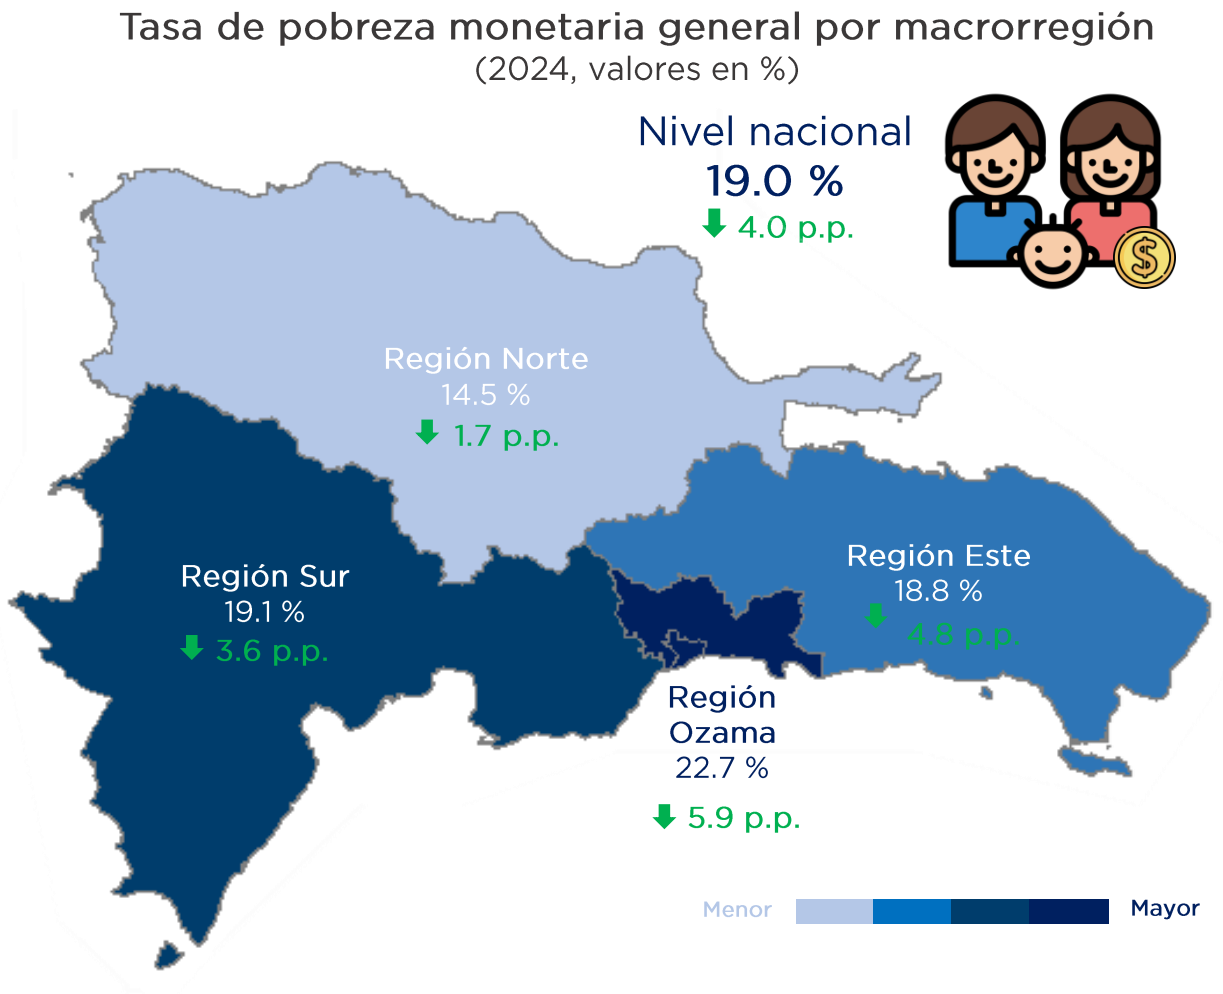 Tasa de pobreza monetaria general por macrorregión
(2024, valores en %)
Nivel nacional
19.0 %
4.0 p.p.
$
Región Norte
14.5 %
1.7 p.p.
Región Este
18.8 %
4.8 p.p.
Región Sur
19.1 %
3.6 p.p.
Región
Ozama
22.7 %
5.9 p.p.
Menor
Mayor